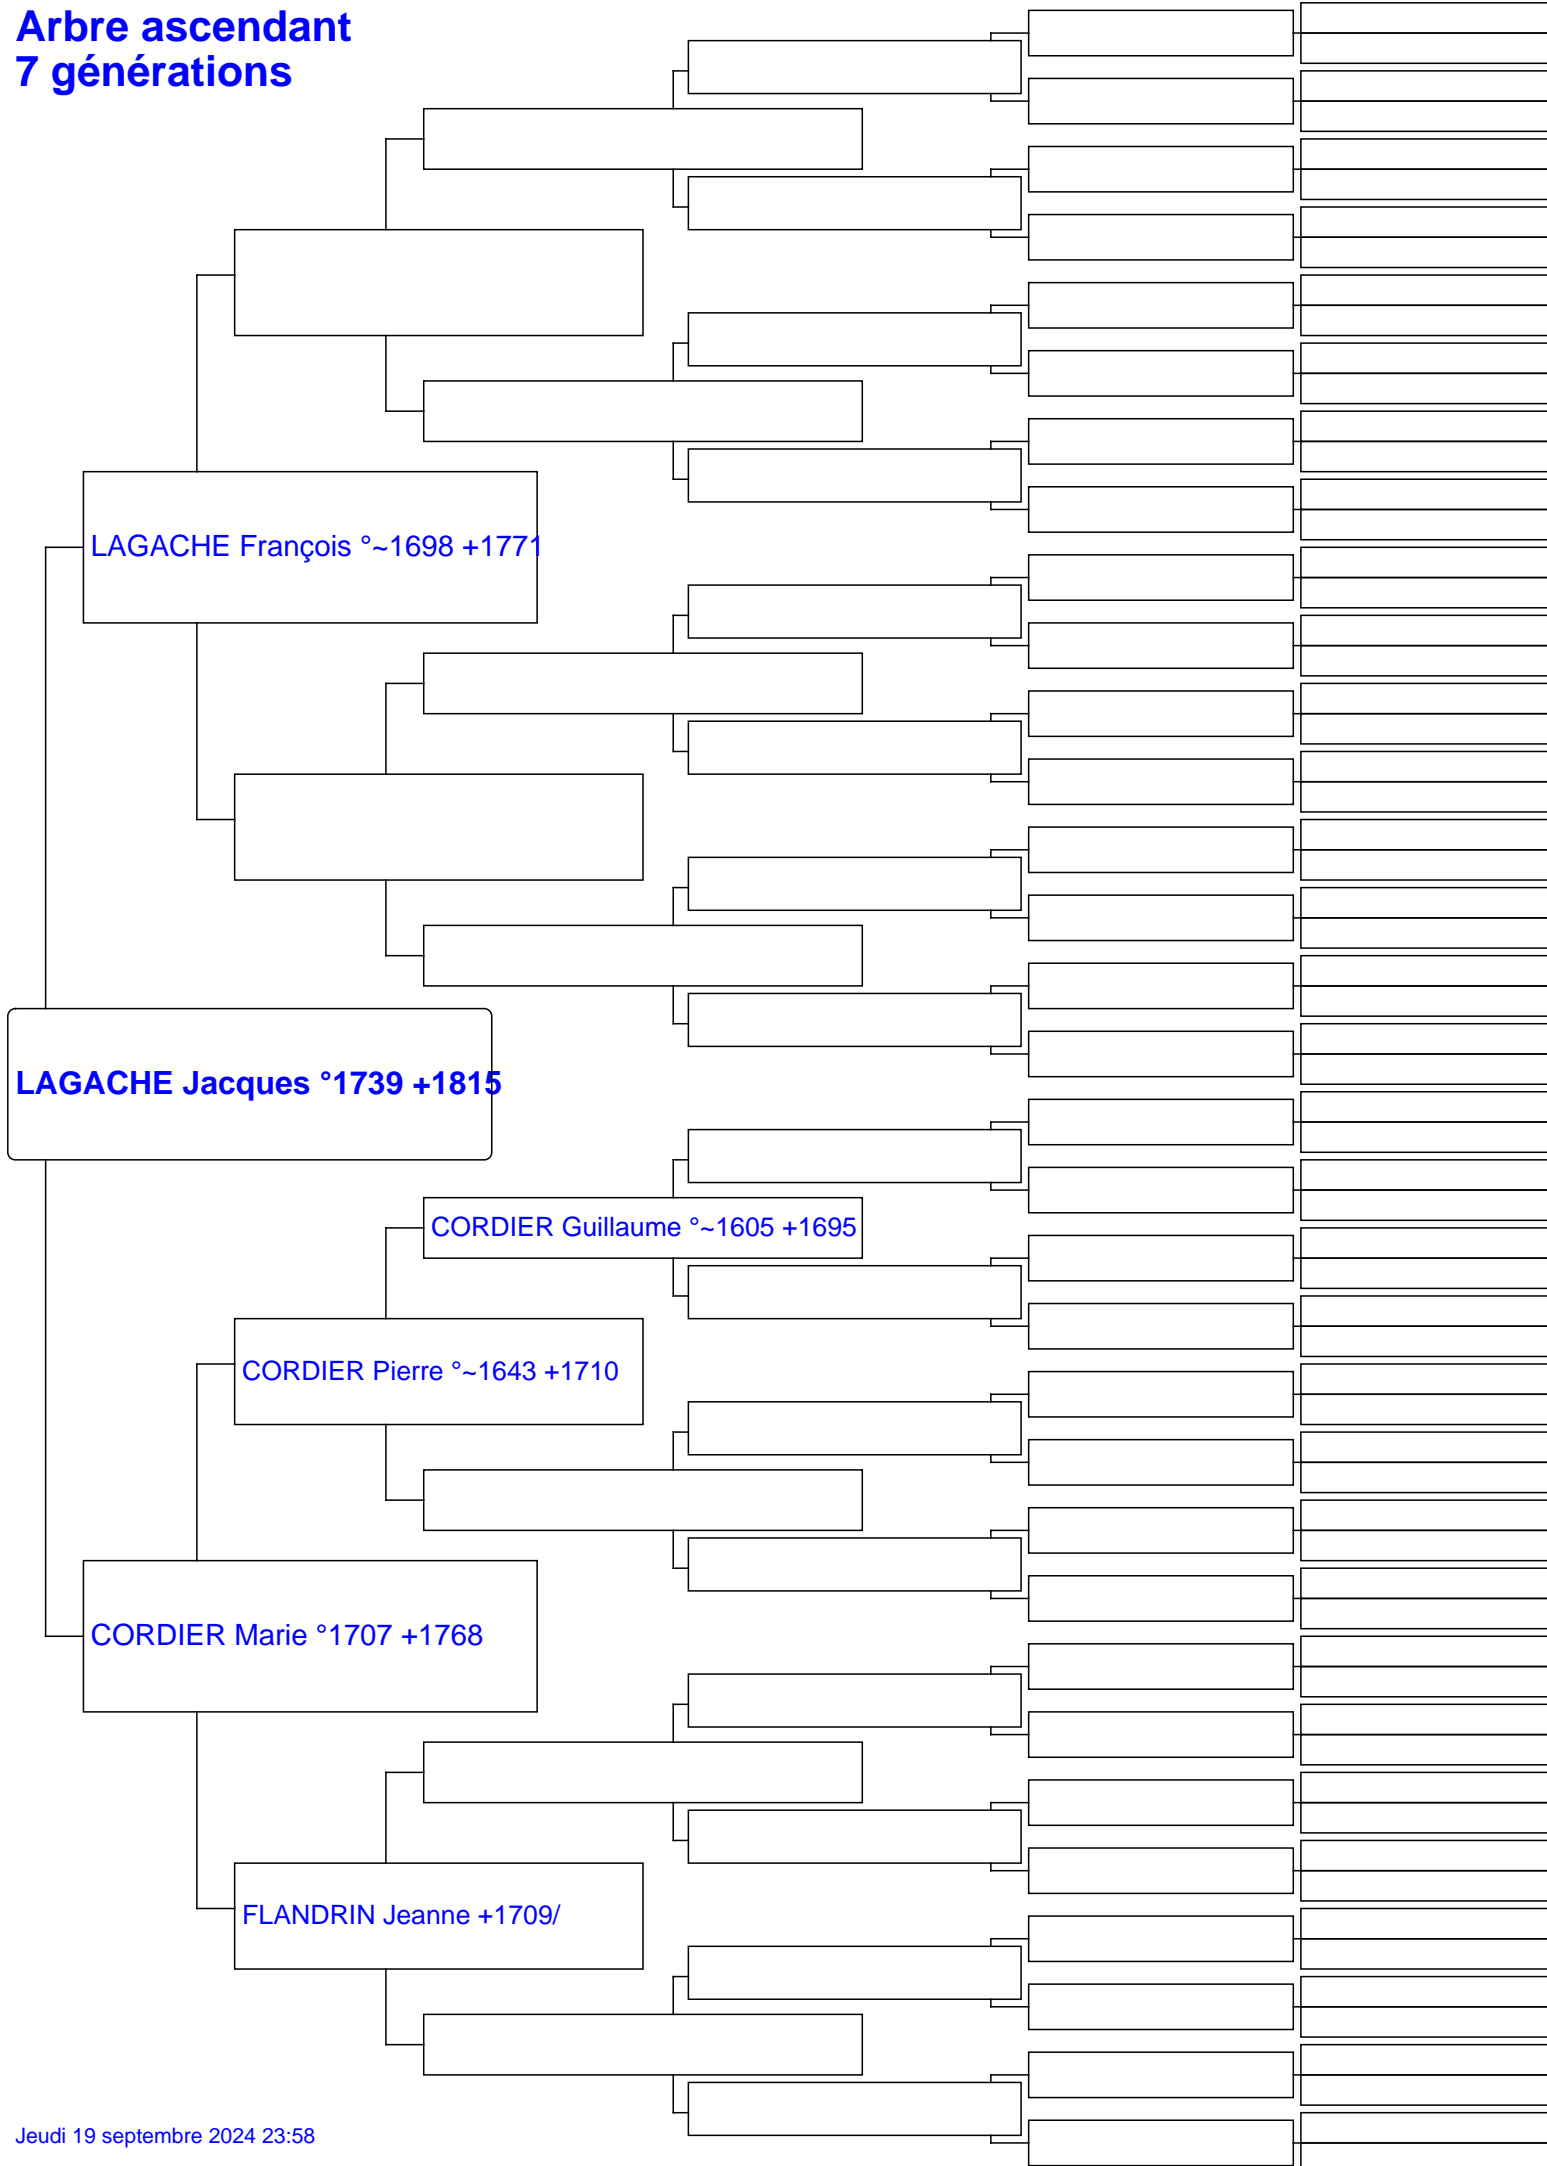 Arbre ascendant
7 générations
LAGACHE François °~1698 +1771
LAGACHE Jacques °1739 +1815
CORDIER Guillaume °~1605 +1695
CORDIER Pierre °~1643 +1710
CORDIER Marie °1707 +1768
FLANDRIN Jeanne +1709/
Jeudi 19 septembre 2024 23:58